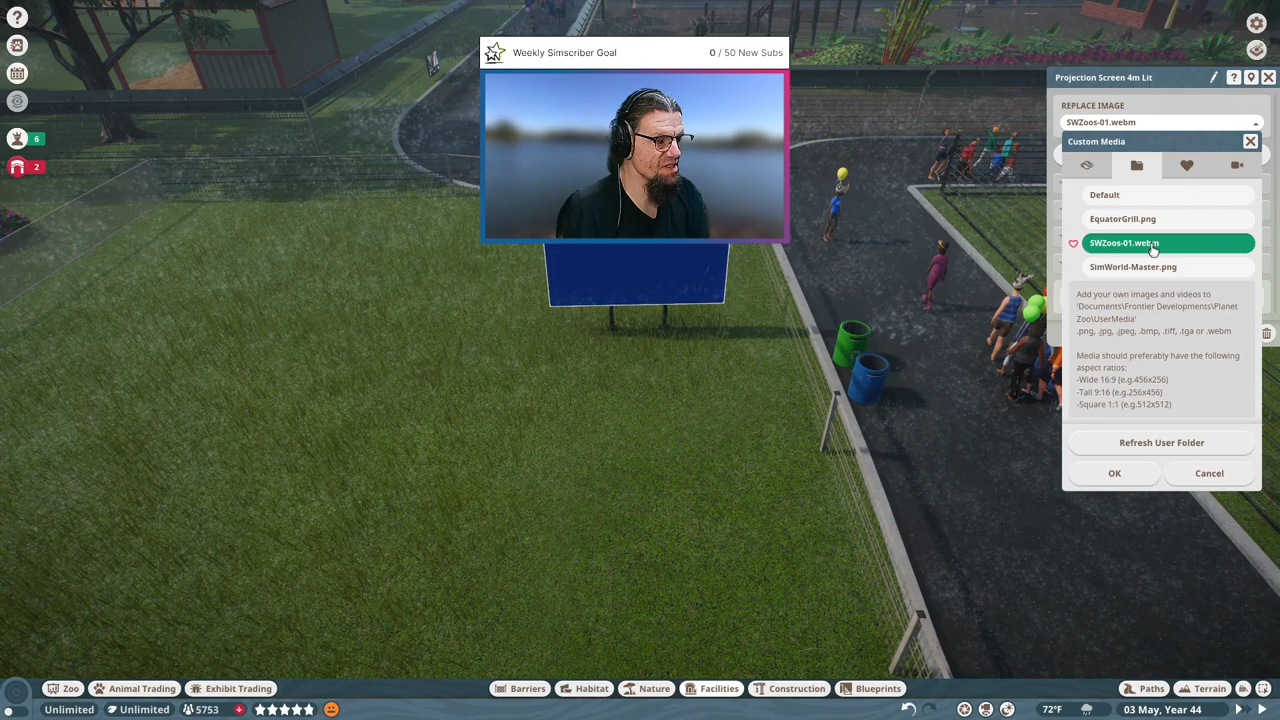 Weekly Simscriber Goal 0 / 50 New Subs
6
2
Projection Screen 4m Lit
REPLACE IMAGE
SWZoos-01.webm
Custom Media
Default
EquatorGrill.png
SWZoos-01.webm
SimWorld-Master.png
Add your own images and videos to
'Documents\Frontier Developments\Planet
Zoo\UserMedia'
.png, .jpg, .jpeg, .bmp, .tiff, .tga or .webm
Media should preferably have the following
aspect ratios:
-Wide 16:9 (e.g.456x256)
-Tall 9:16 (e.g.256x456)
-Square 1:1 (e.g.512x512)
Refresh User Folder
OK Cancel
Zoo Animal Trading Exhibit Trading Barriers Habitat Nature Facilities Construction Blueprints Paths Terrain
Unlimited Unlimited 5753 72°F 03 May, Year 44